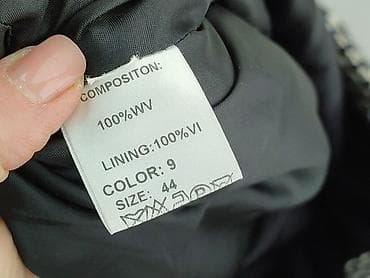 COMPOSITON:
100%WV
LINING:100%VI
COLOR: 9
SIZE: 44